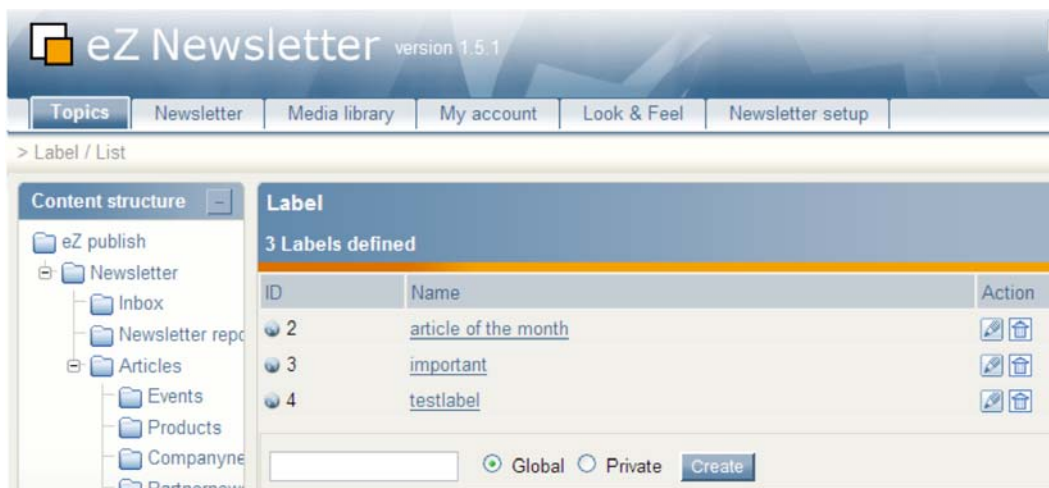 eZ Newsletter version 1.5.1
Topics Newsletter Media library My account Look & Feel Newsletter setup
> Label / List
Content structure
eZ publish
Newsletter
Inbox
Newsletter repo
Articles
Events
Products
Companyne
Label
3 Labels defined
ID Name Action
2 article of the month
3 important
4 testlabel
Global Private Create